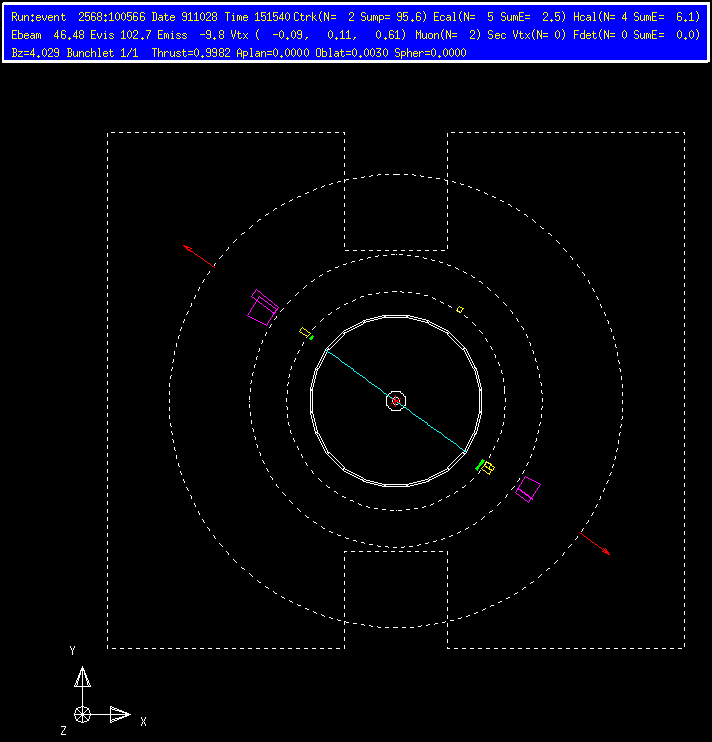 Run:event 2568:100566 Date 911028 Time 151540 Ctrk(N= 2 Sump= 95.6) Ecal(N= 5 SumE= 2.5) Hcal(N= 4 SumE= 6.1)
Ebeam 46.48 Evis 102.7 Emiss -9.8 Vtx ( -0.09, 0.11, 0.61) Muon(N= 2) Sec Vtx(N= 0) Fdet(N= 0 SumE= 0.0)
Bz=4.029 Bunchlet 1/1 Thrust=0.9982 Aplan=0.0000 Oblat=0.0030 Spher=0.0000
Y
X
Z